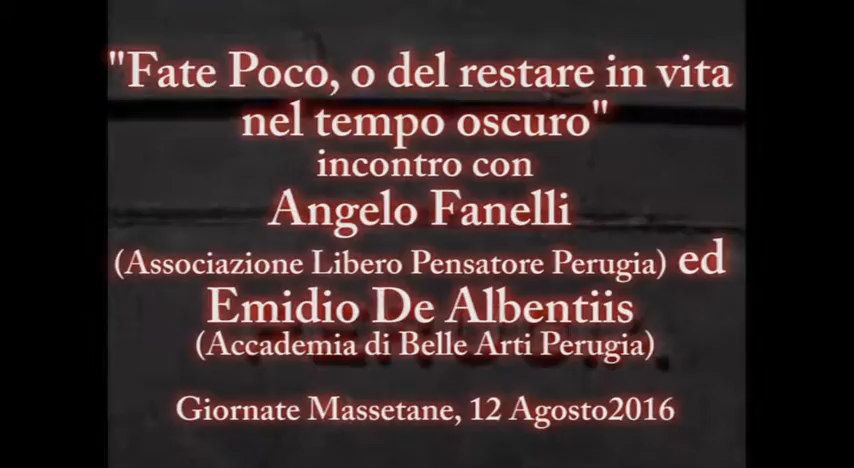 "Fate Poco, o del restare in vita
nel tempo oscuro"
incontro con
Angelo Fanelli
(Associazione Libero Pensatore Perugia) ed
Emidio De Albentiis
(Accademia di Belle Arti Perugia)
Giornate Massetane, 12 Agosto2016